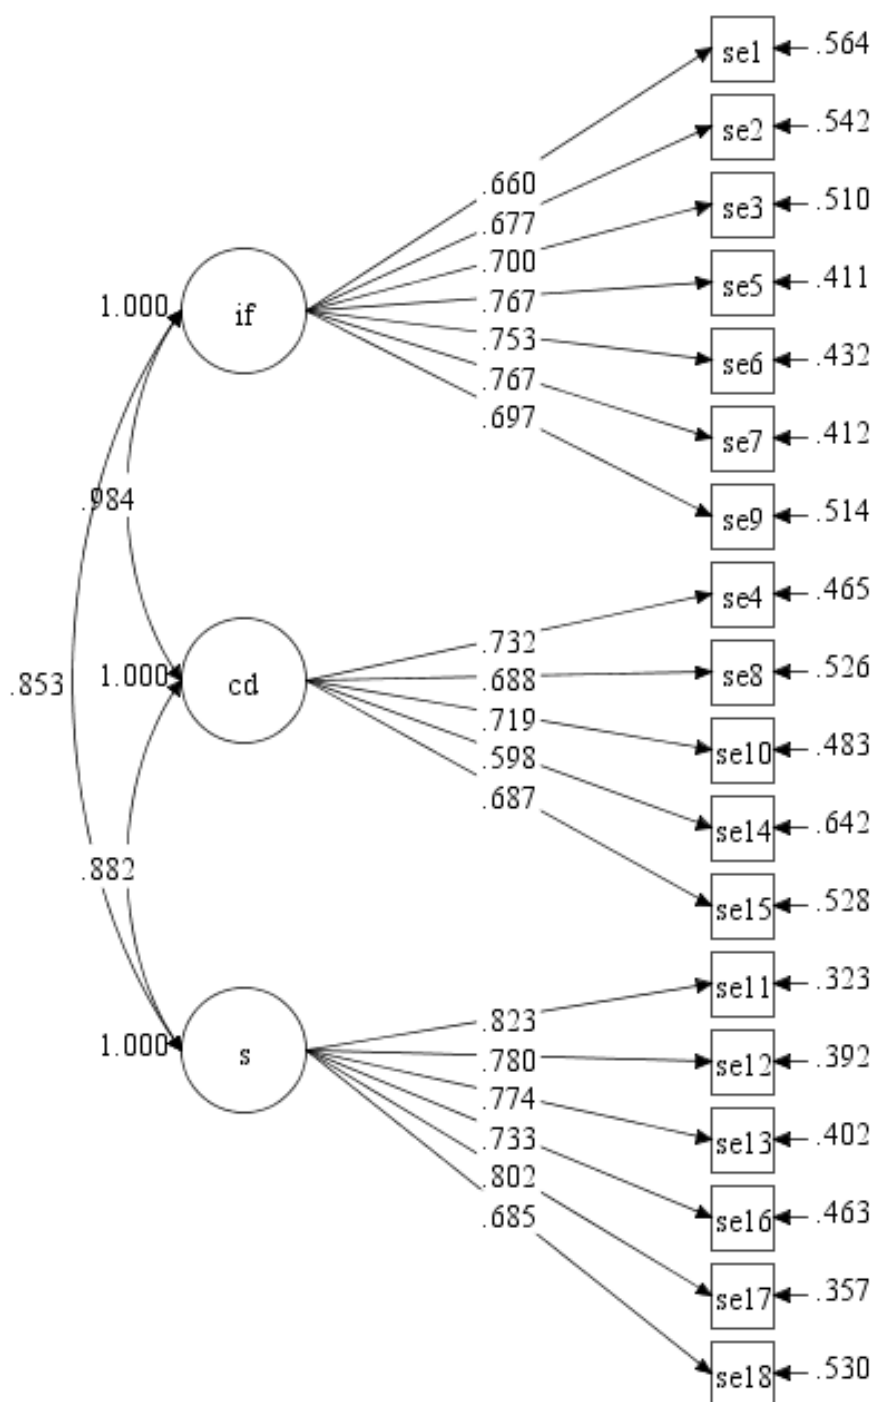 se1 .564
se2 .542
.660
se3 .510
.677
.700
se5 .411
1.000 if .767
.753
se6 .432
.767
.697
se7 .412
.984
se9 .514
se4 .465
.732
se8 .526
.853 1.000 cd .688
.719
se10 .483
.598
.687
se14 .642
.882
se15 .528
se11 .323
.823
1.000 s .780 se12 .392
.774
se13 .402
.733
.802
se16 .463
.685
se17 .357
se18 .530